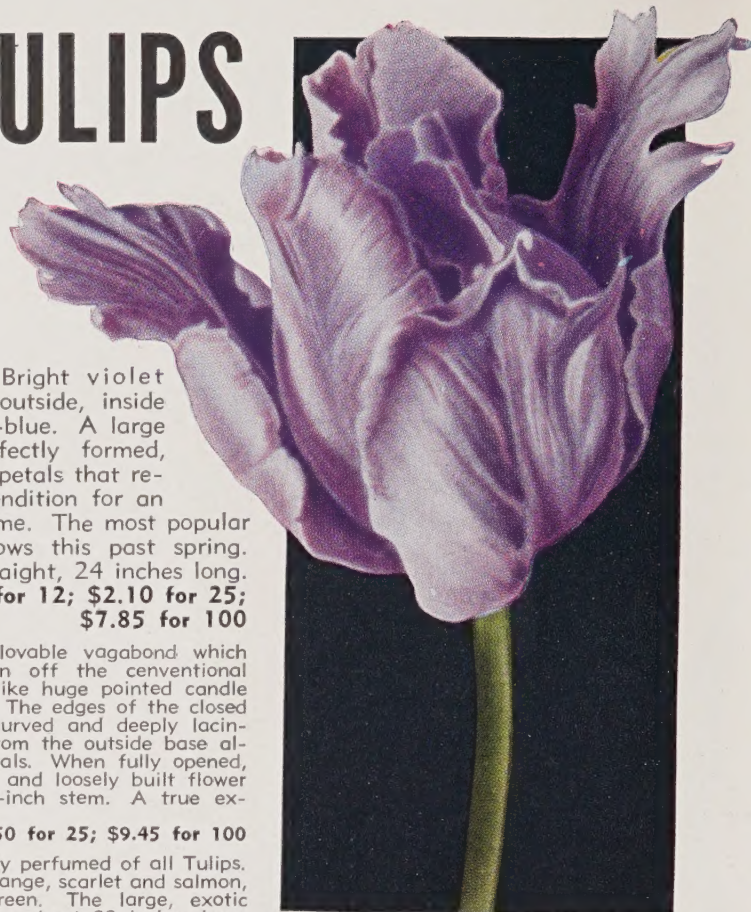 ULIPS
Bright violet
outside, inside
-blue. A large
fectly formed,
petals that re-
ndition for an
me. The most popular
ows this past spring.
aight, 24 inches long.
for 12; $2.10 for 25;
$7.85 for 100
lovable vagabond which
n off the cenventional
ike huge pointed candle
The edges of the closed
urved and deeply lacin-
om the outside base al-
als. When fully opened,
and loosely built flower
-inch stem. A true ex-
50 for 25; $9.45 for 100
y perfumed of all Tulips.
ange, scarlet and salmon,
reen. The large, exotic